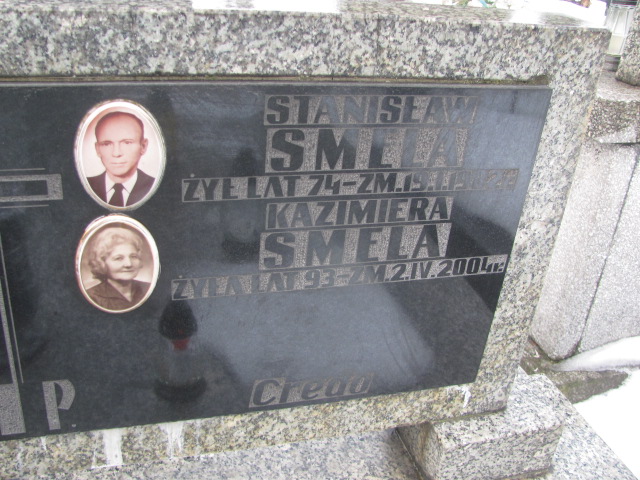 STANISŁAW
SMELA
ŻYŁ LAT 74-ZM.
KAZIMIERA
SMELA
ŻYŁA LAT 93-ZM.2.IV.2004r.
Credo
P